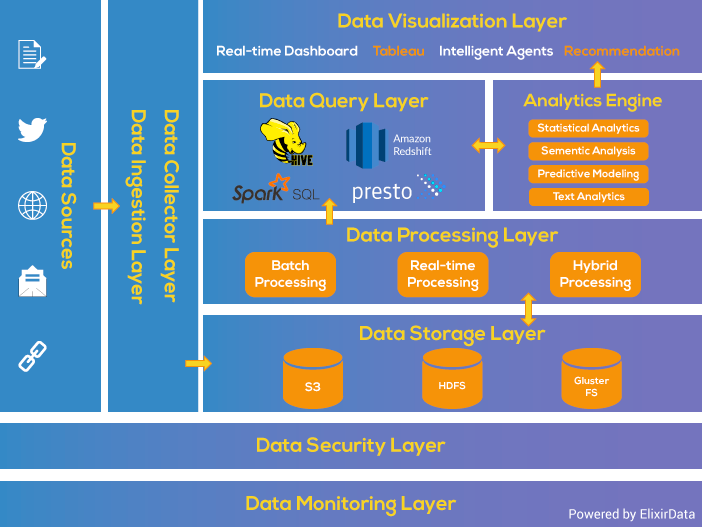 Data Sources
Data Ingestion Layer
Data Collector Layer
Data Visualization Layer
Real-time Dashboard Tableau Intelligent Agents Recommendation
Data Query Layer
HIVE
Amazon
Redshift
Spark SQL
presto
Analytics Engine
Statistical Analytics
Sementic Analysis
Predictive Modeling
Text Analytics
Data Processing Layer
Batch
Processing
Real-time
Processing
Hybrid
Processing
Data Storage Layer
S3
HDFS
Gluster
FS
Data Security Layer
Data Monitoring Layer
Powered by ElixirData